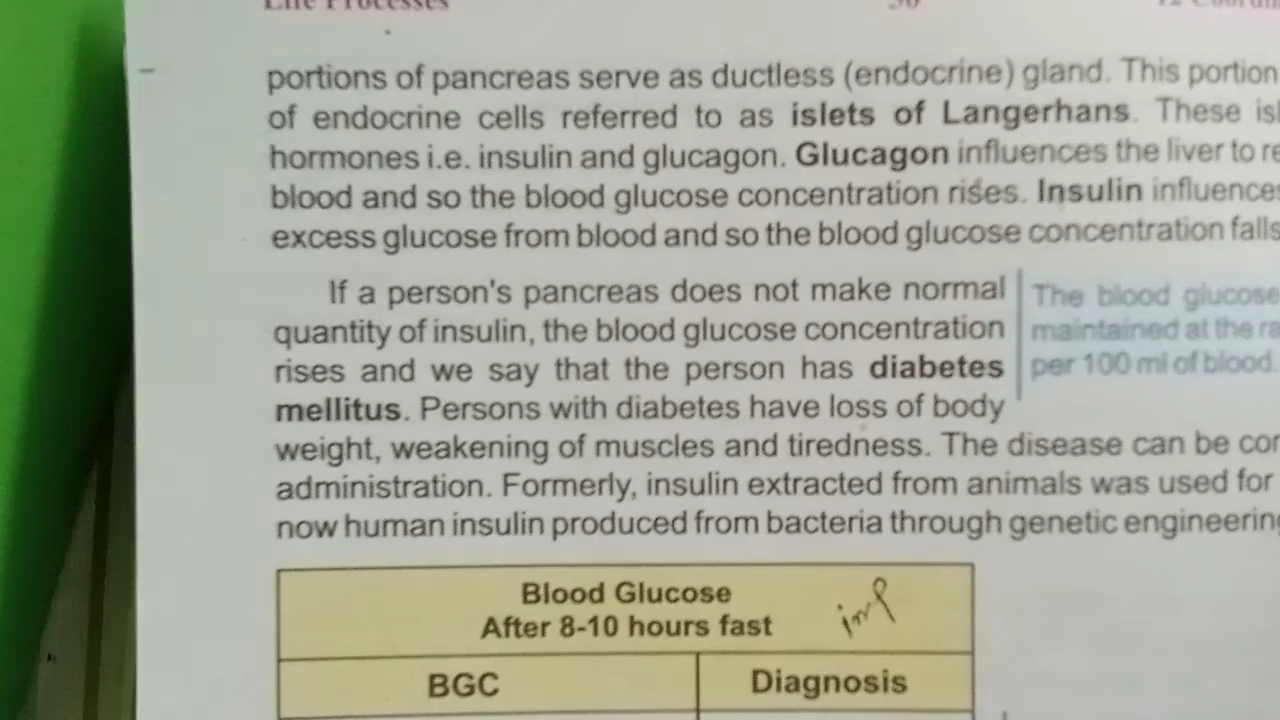 Life Processes
portions of pancreas serve as ductless (endocrine) gland. This portion
of endocrine cells referred to as islets of Langerhans. These isl
hormones i.e. insulin and glucagon. Glucagon influences the liver to re
blood and so the blood glucose concentration rises. Insulin influences
excess glucose from blood and so the blood glucose concentration falls
If a person's pancreas does not make normal
quantity of insulin, the blood glucose concentration
rises and we say that the person has diabetes
mellitus. Persons with diabetes have loss of body
The blood glucose
maintained at the ra
per 100 ml of blood.
weight, weakening of muscles and tiredness. The disease can be con
administration. Formerly, insulin extracted from animals was used for
now human insulin produced from bacteria through genetic engineering
Blood Glucose
After 8-10 hours fast
imp
BGC
Diagnosis